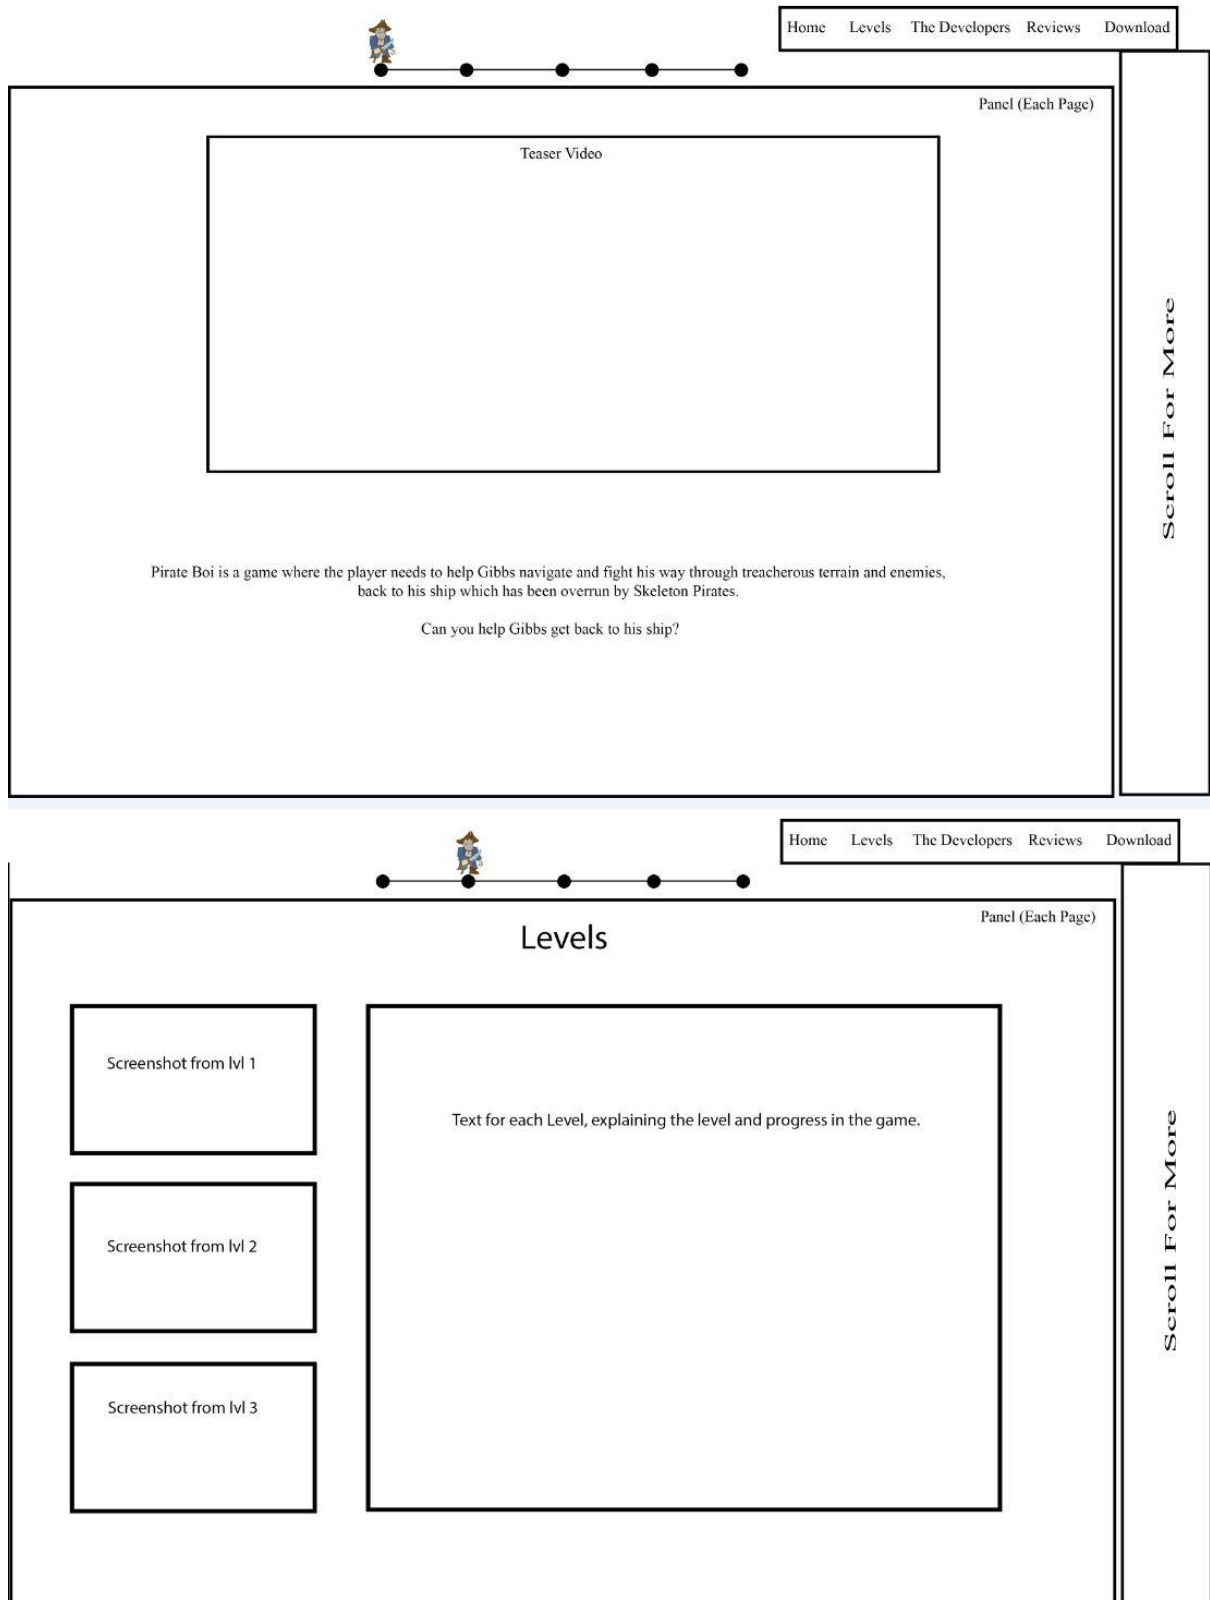 Home Levels The Developers Reviews Download
Panel (Each Page)
Teaser Video
Scroll For More
Pirate Boi is a game where the player needs to help Gibbs navigate and fight his way through treacherous terrain and enemies,
back to his ship which has been overrun by Skeleton Pirates.
Can you help Gibbs get back to his ship?
Home Levels The Developers Reviews Download
Panel (Each Page)
Levels
Screenshot from lvl 1
Text for each Level, explaining the level and progress in the game.
Screenshot from lvl 2
Scroll For More
Screenshot from lvl 3